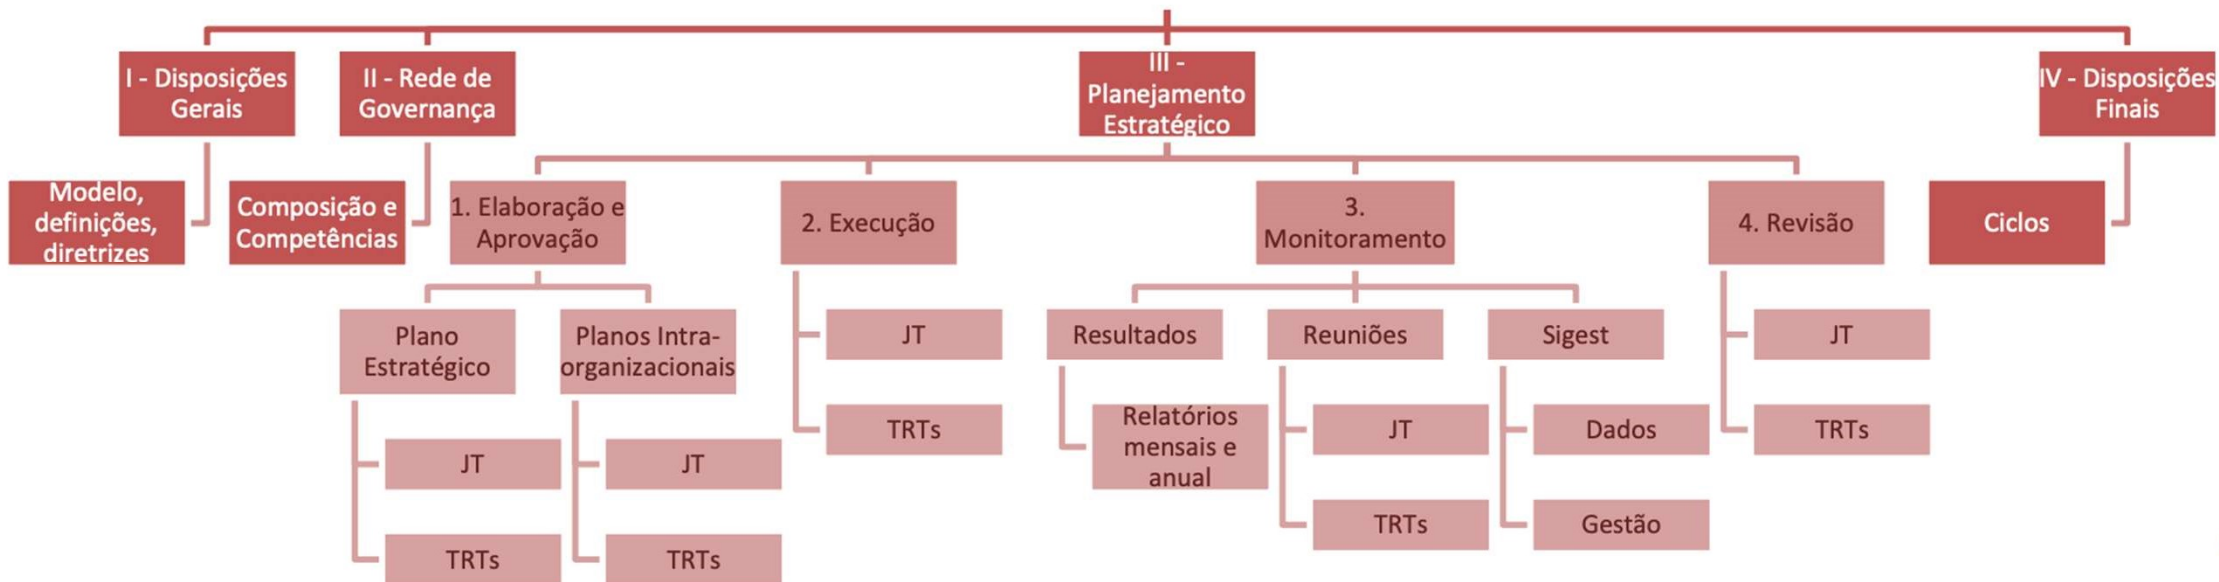 I - Disposições
Gerais
II - Rede de
Governança
III -
Planejamento
Estratégico
IV - Disposições
Finais
Modelo,
definições,
diretrizes
Composição e
Competências
1. Elaboração e
Aprovação
2. Execução
3.
Monitoramento
4. Revisão
Ciclos
Plano
Estratégico
Planos Intra-
organizacionais
JT
TRTs
JT
TRTs
JT
TRTs
Resultados
Reuniões
Sigest
Relatórios
mensais e
anual
JT
TRTs
Dados
Gestão
JT
TRTs